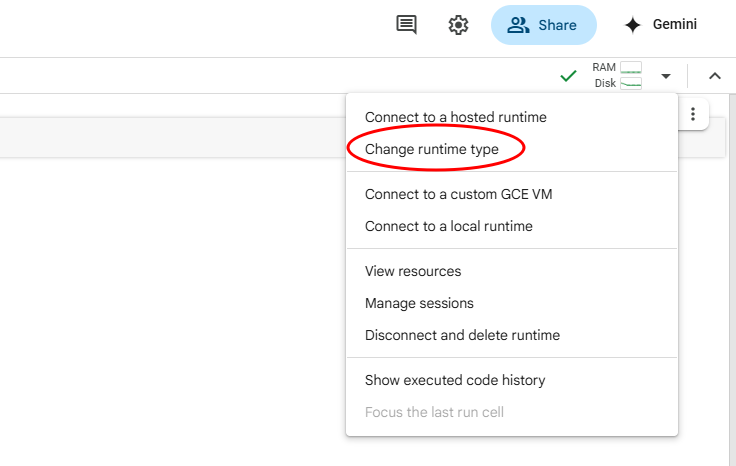 Share
Gemini
RAM
Disk
Connect to a hosted runtime
Change runtime type
Connect to a custom GCE VM
Connect to a local runtime
View resources
Manage sessions
Disconnect and delete runtime
Show executed code history
Focus the last run cell